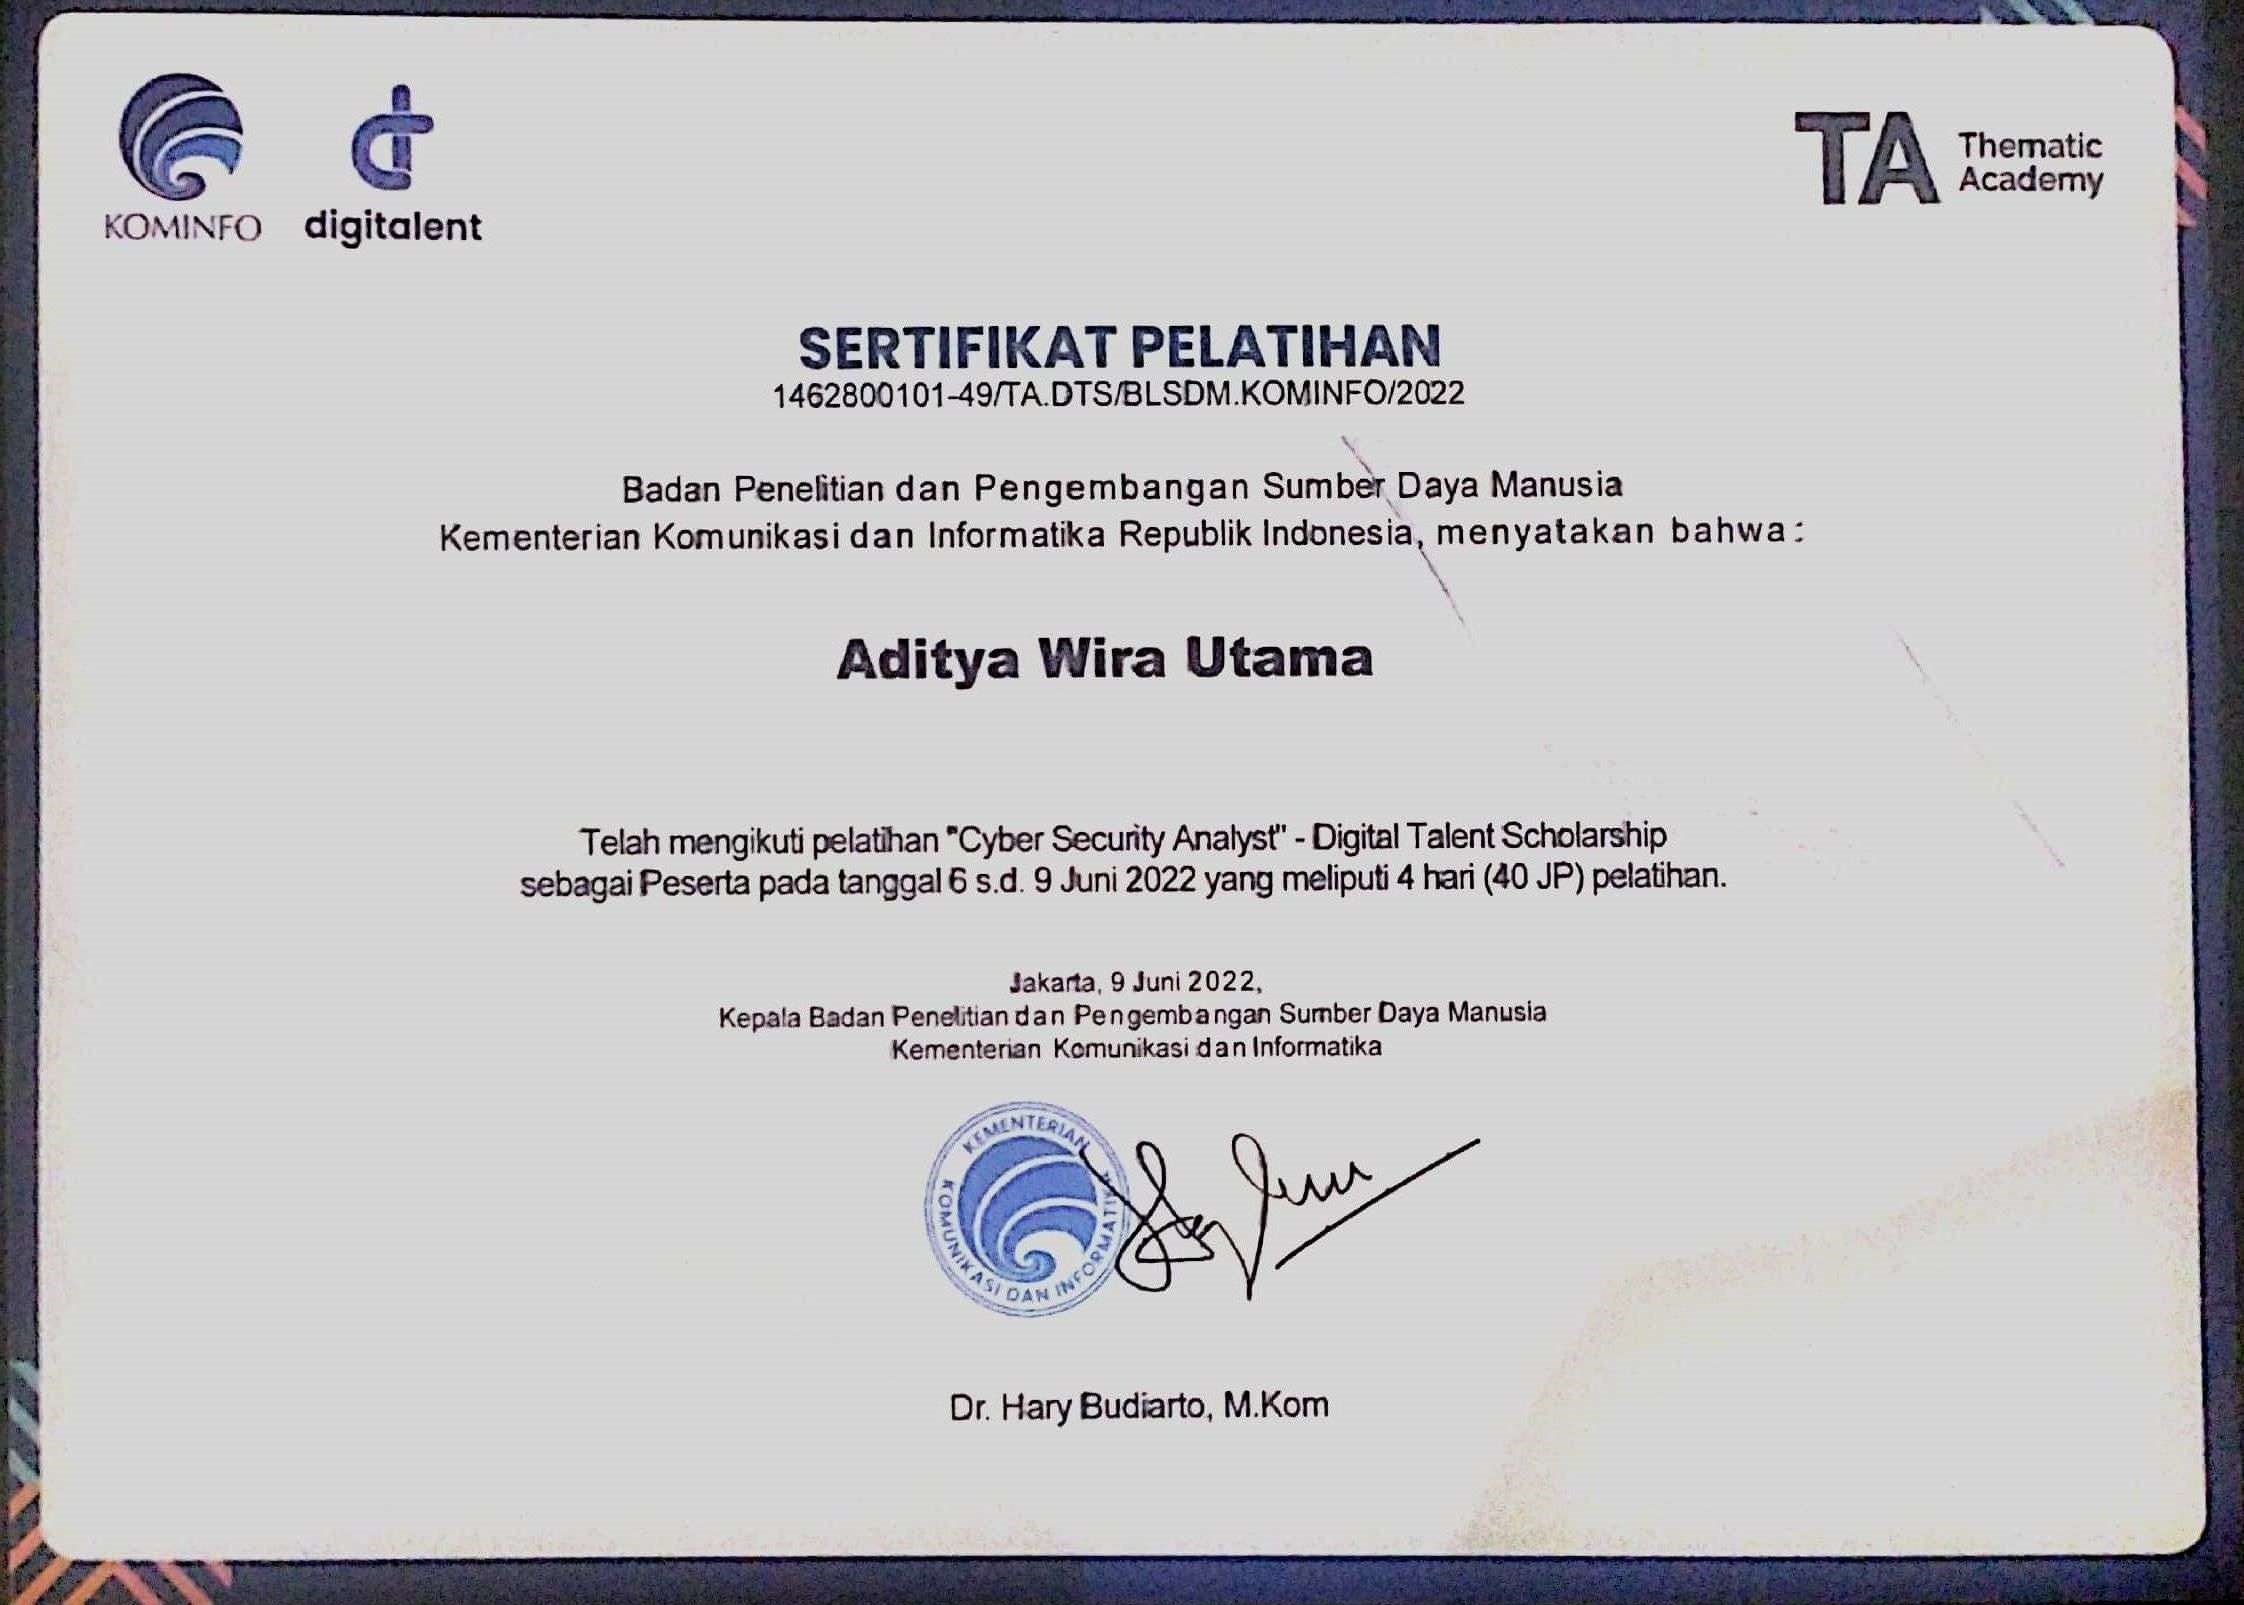 KOMINFO
digitalent
TA Thematic
Academy
SERTIFIKAT PELATIHAN
1462800101-49/TA.DTS/BLSDM.KOMINFO/2022
Badan Penelitian dan Pengembangan Sumber Daya Manusia
Kementerian Komunikasi dan Informatika Republik Indonesia, menyatakan bahwa :
Aditya Wira Utama
Telah mengikuti pelatihan "Cyber Security Analyst" - Digital Talent Scholarship
sebagai Peserta pada tanggal 6 s.d. 9 Juni 2022 yang meliputi 4 hari (40 JP) pelatihan.
Jakarta, 9 Juni 2022,
Kepala Badan Penelitian dan Pengembangan Sumber Daya Manusia
Kementerian Komunikasi dan Informatika
KEMENTERIAN
KOMUNIKASI DAN INFORMATIKA
Dr. Hary Budiarto, M.Kom